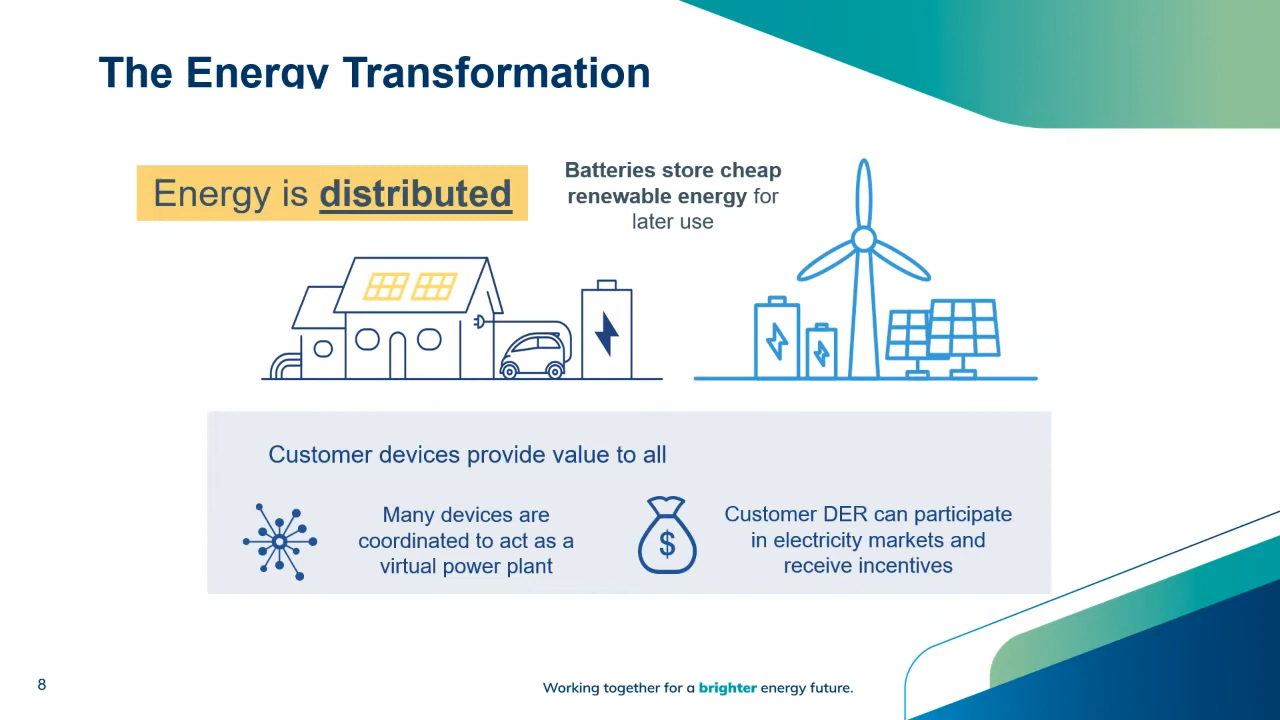 The Energy Transformation
Energy is distributed
Batteries store cheap
renewable energy for
later use
Customer devices provide value to all
Many devices are
coordinated to act as a
virtual power plant
$
Customer DER can participate
in electricity markets and
receive incentives
8
Working together for a brighter energy future.